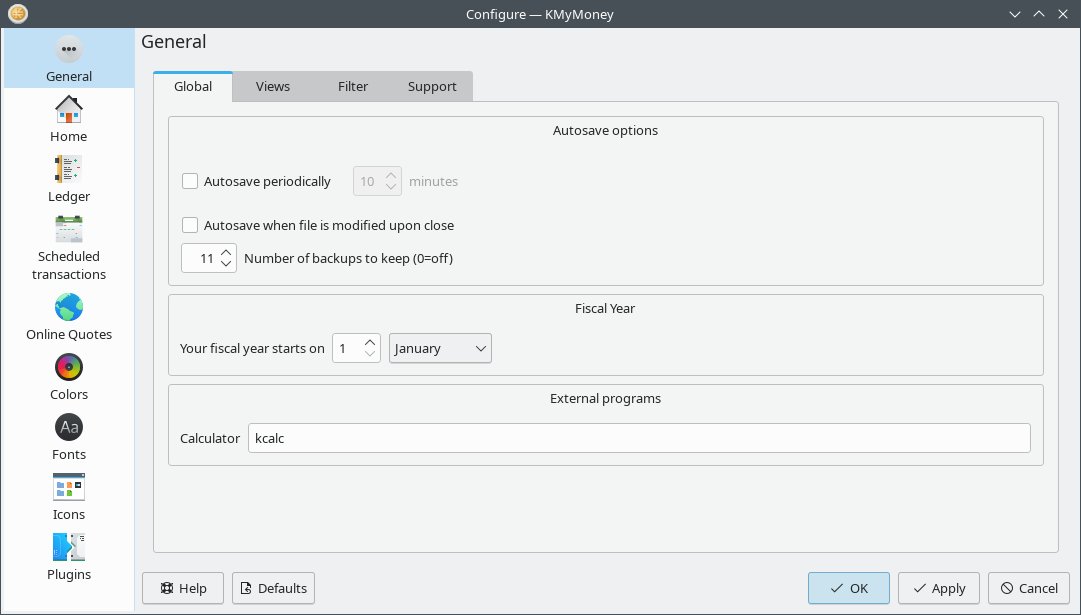 Configure — KMyMoney
General
Home
Ledger
Scheduled
transactions
Online Quotes
Colors
Aa
Fonts
Icons
Plugins
General
Global Views Filter Support
Autosave options
Autosave periodically 10 minutes
Autosave when file is modified upon close
11 Number of backups to keep (0=off)
Fiscal Year
Your fiscal year starts on 1 January
External programs
Calculator kcalc
Help Defaults OK Apply Cancel